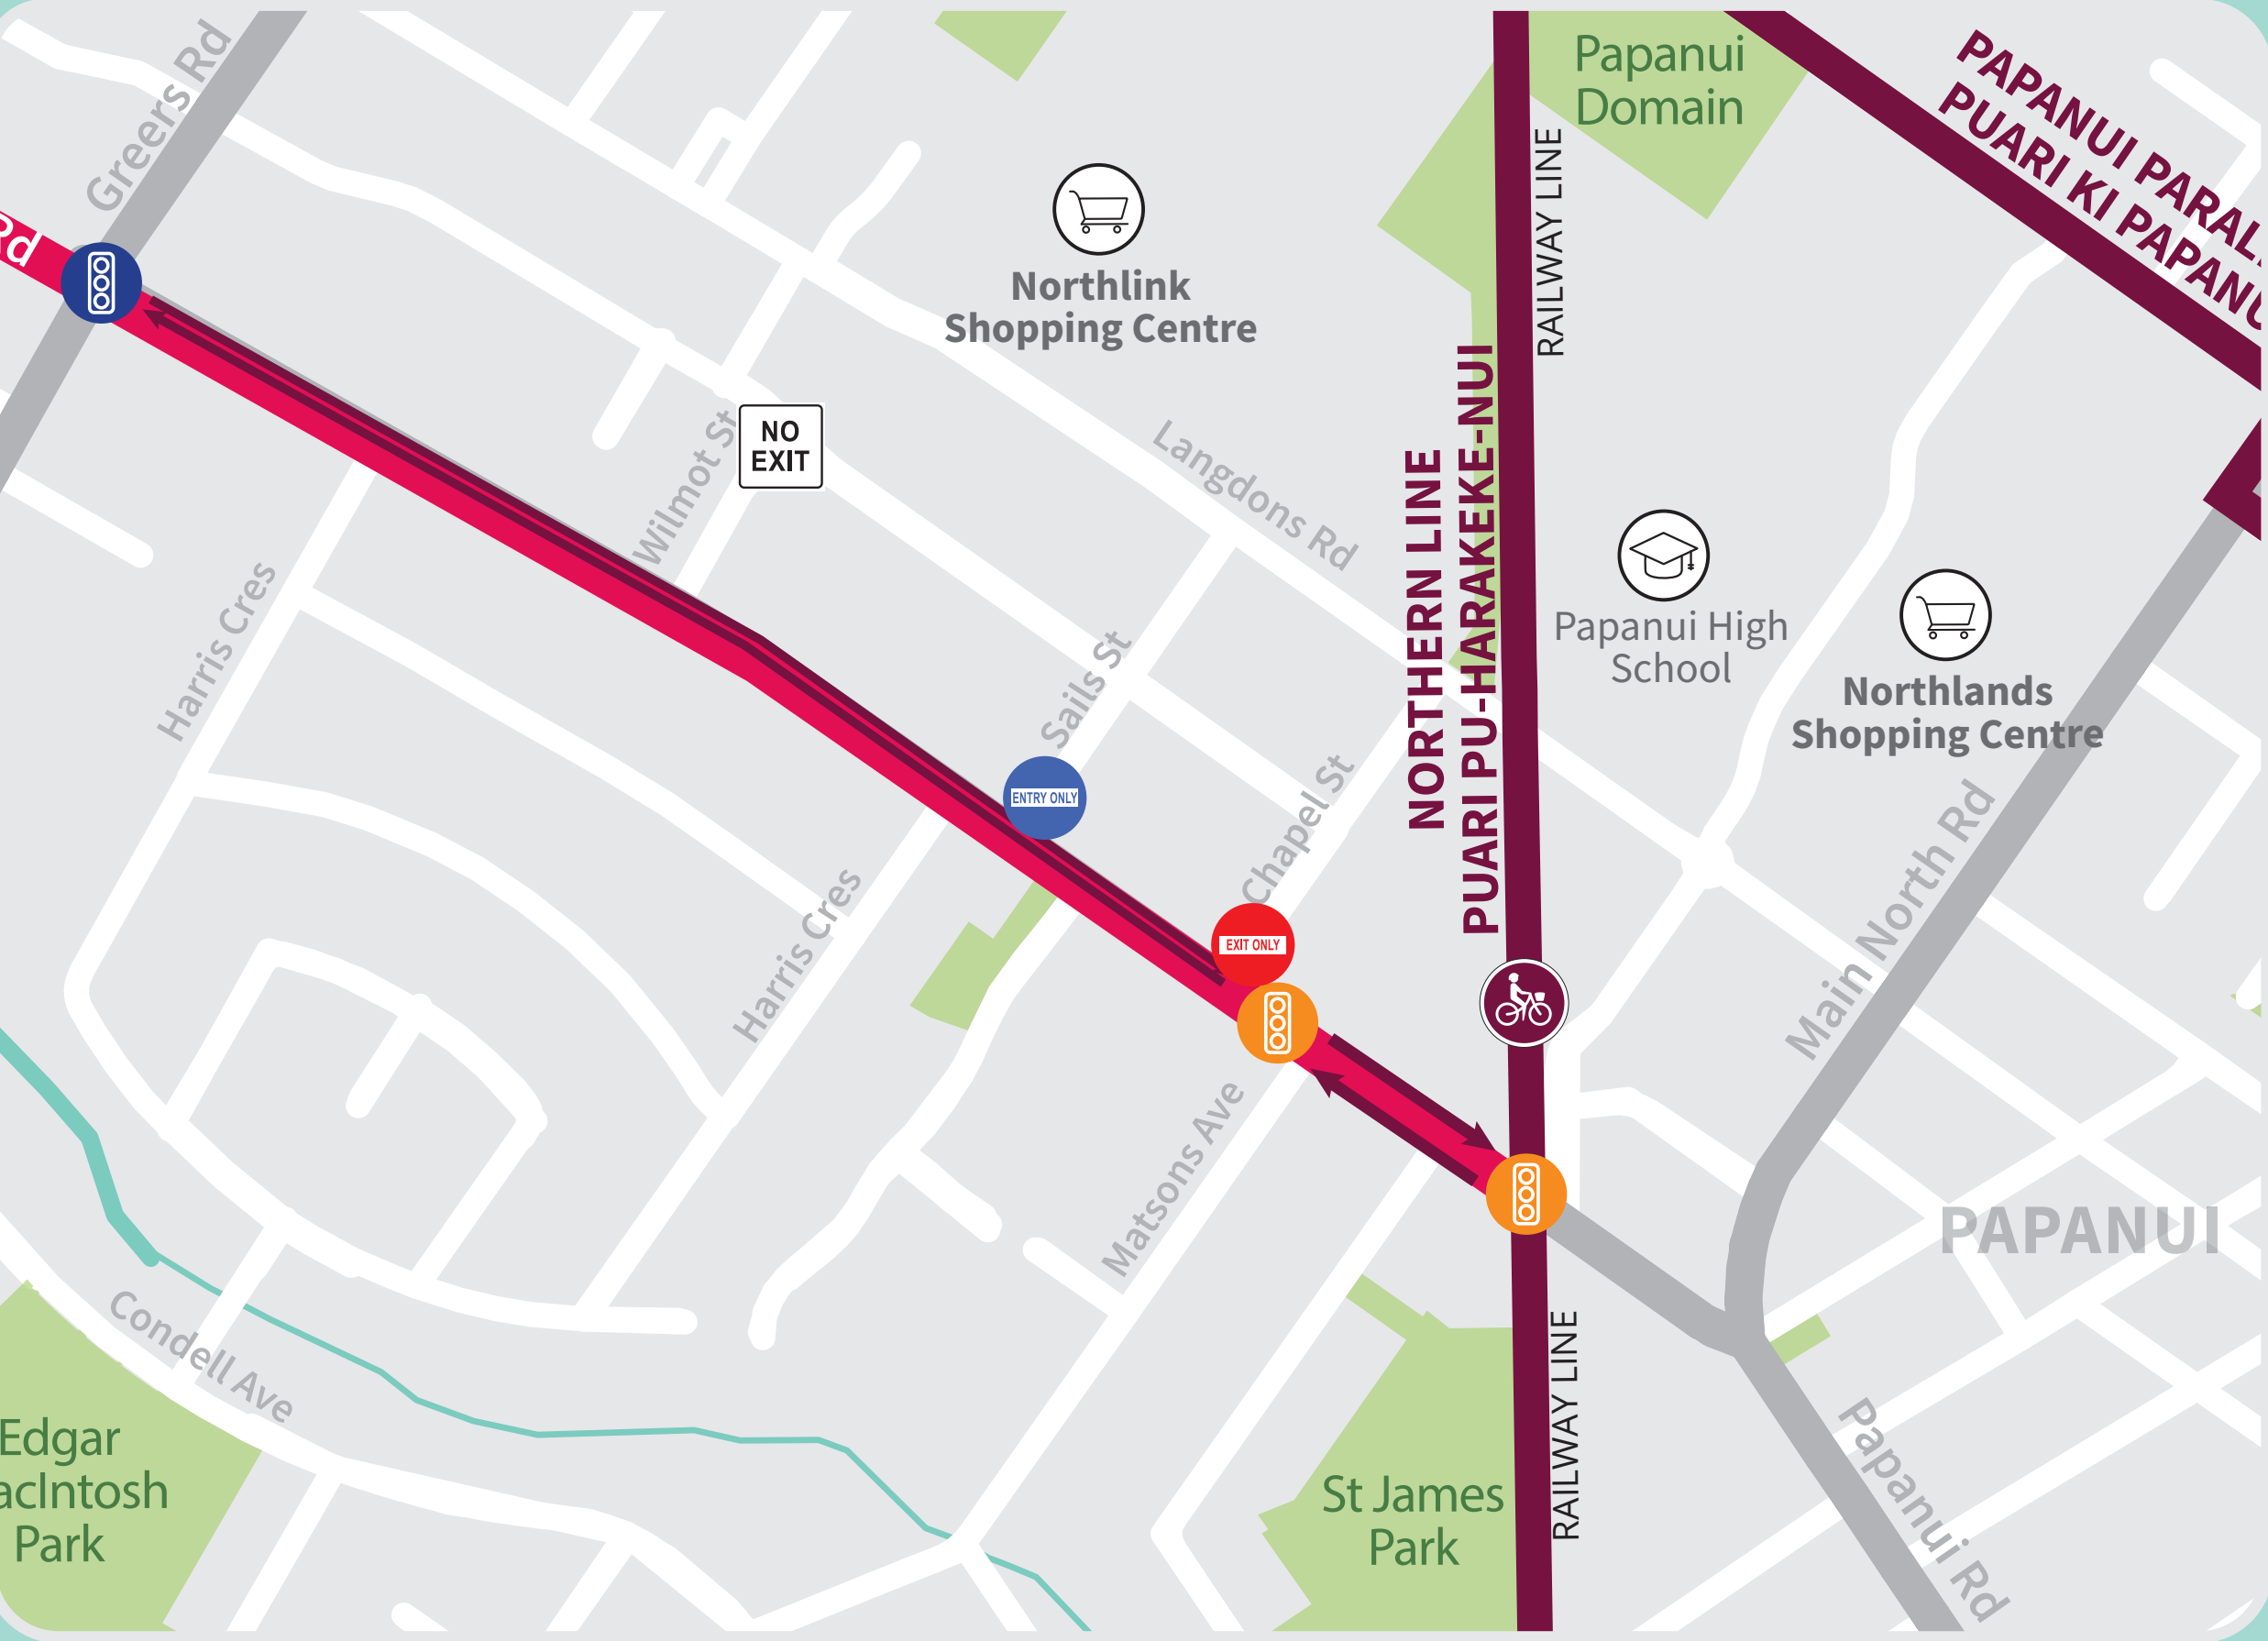 Greers Rd
Rd
Papanui
Domain
PAPANUI
PUARI KI
RAILWAY LINE
Northlink
Shopping Centre
NORTHERN LINE
PUARI PU-HARAKEKE-NUI
NO
EXIT
Wilmot St
Langdons Rd
Harris Cres
Sails St
Papanui High
School
Northlands
Shopping Centre
ENTRY ONLY
Chapel St
Main North Rd
Harris Cres
EXIT ONLY
Matsons Ave
PAPANUI
Condell Ave
RAILWAY LINE
Edgar
Park
St James
Park
Papanui Rd